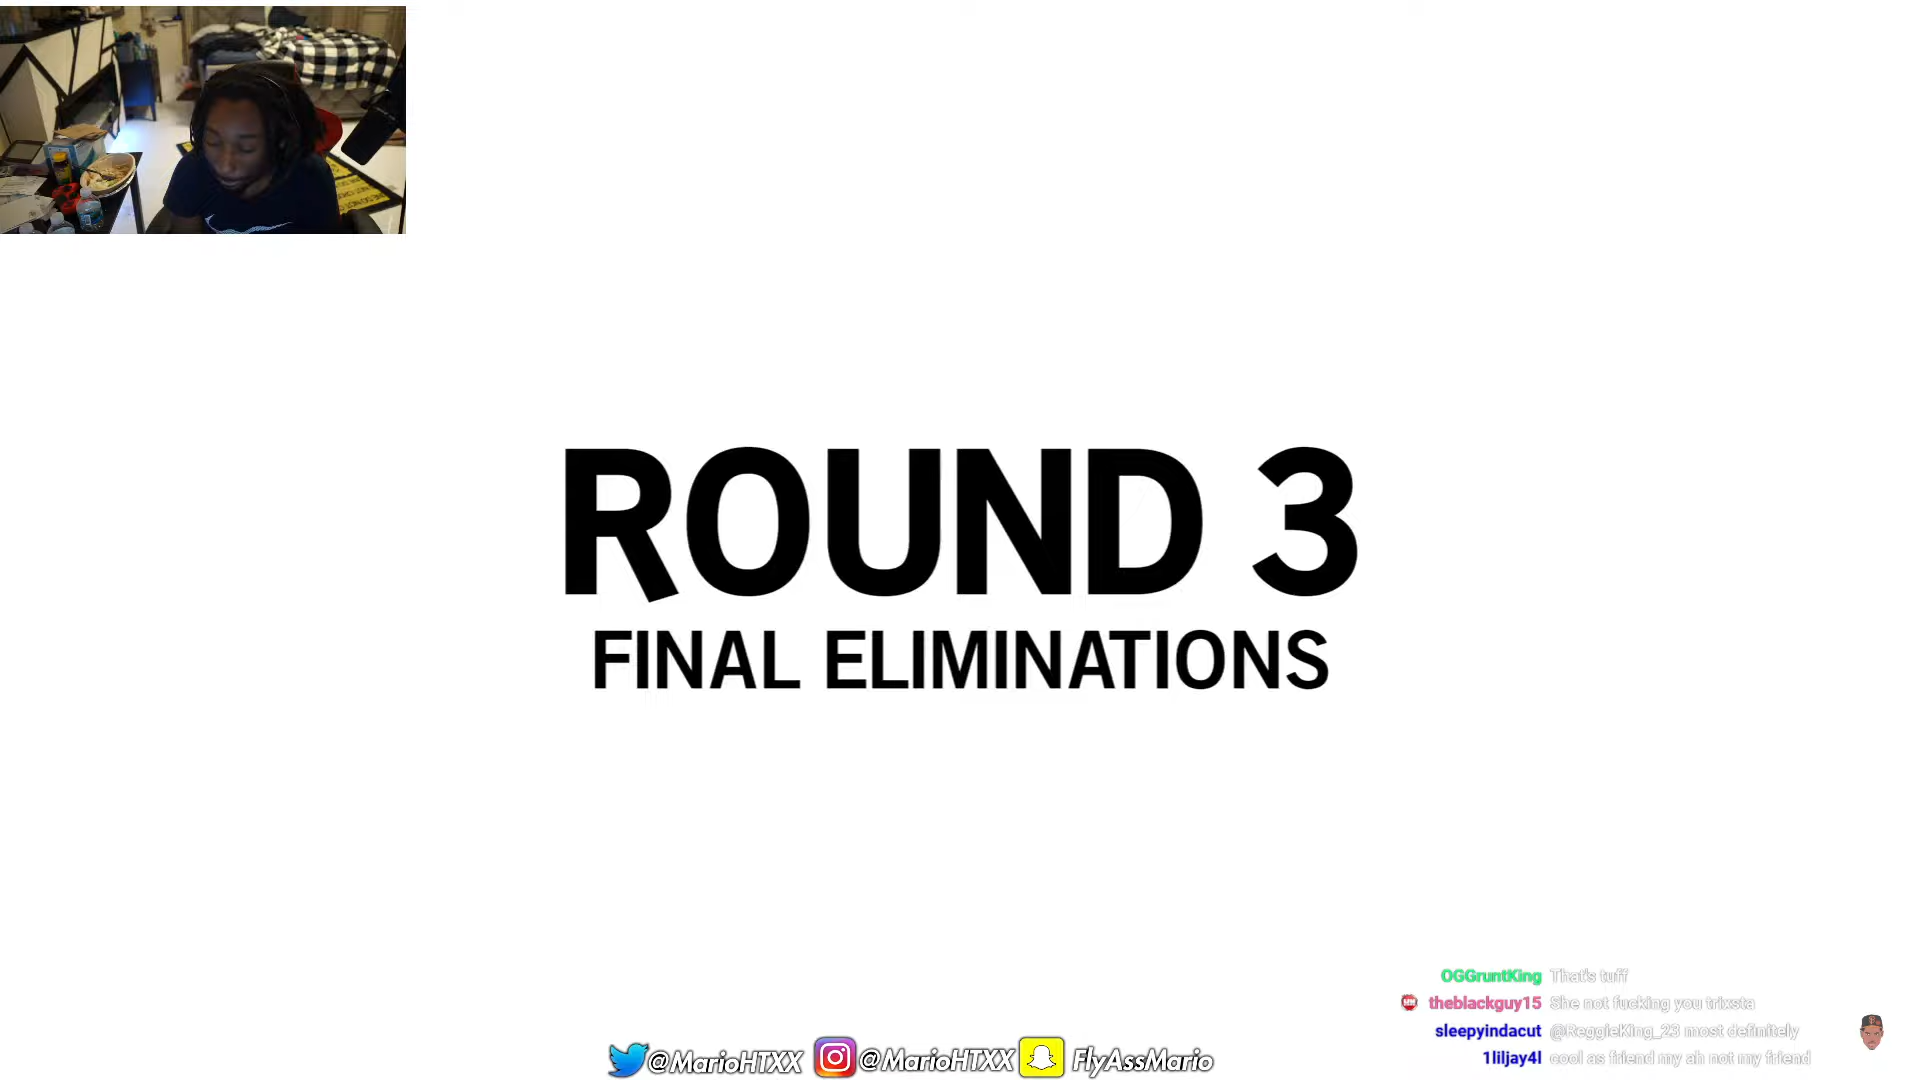 ROUND 3
FINAL ELIMINATIONS
OGGruntKing That's tuff
theblackguy15 She not fucking you trixsta
sleepyindacut @ReggieKing_23 most definitely
1liljay4l cool as friend my ah not my friend
@MarioHTXX @MarioHTXX FlyAssMario